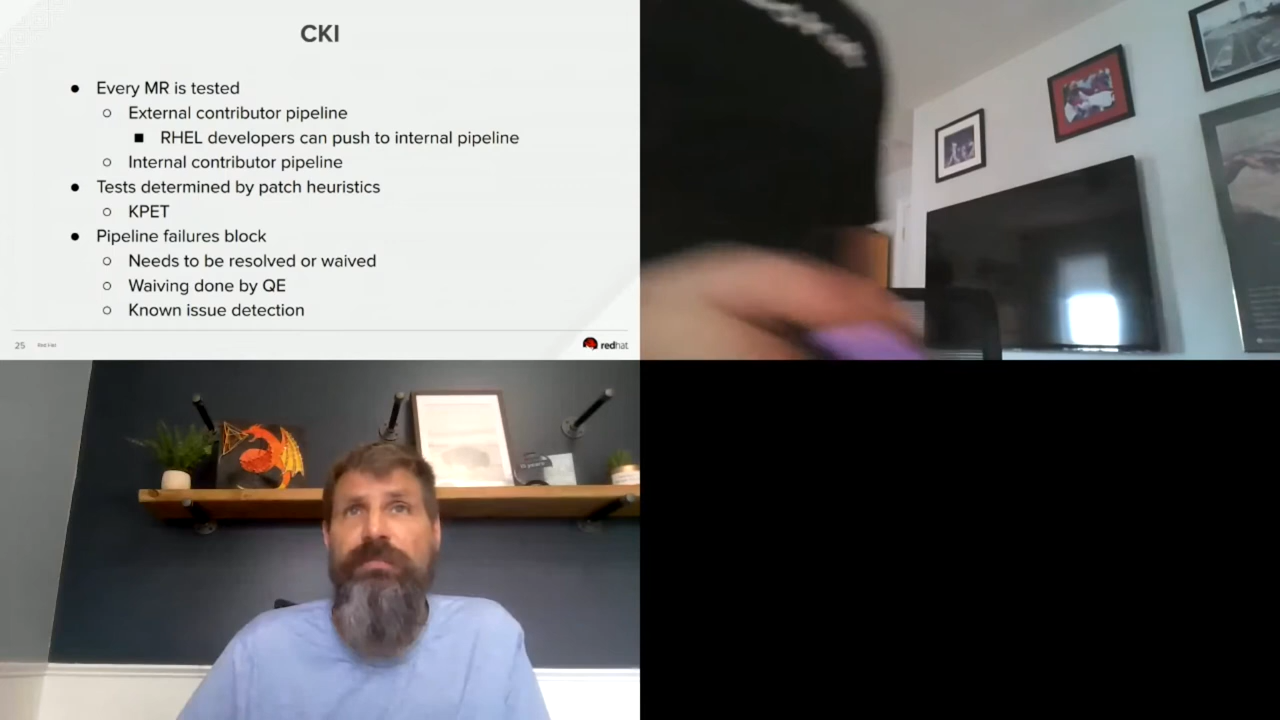 CKI
● Every MR is tested
○ External contributor pipeline
■ RHEL developers can push to internal pipeline
○ Internal contributor pipeline
● Tests determined by patch heuristics
○ KPET
● Pipeline failures block
○ Needs to be resolved or waived
○ Waiving done by QE
○ Known issue detection
25 Red Hat
redhat